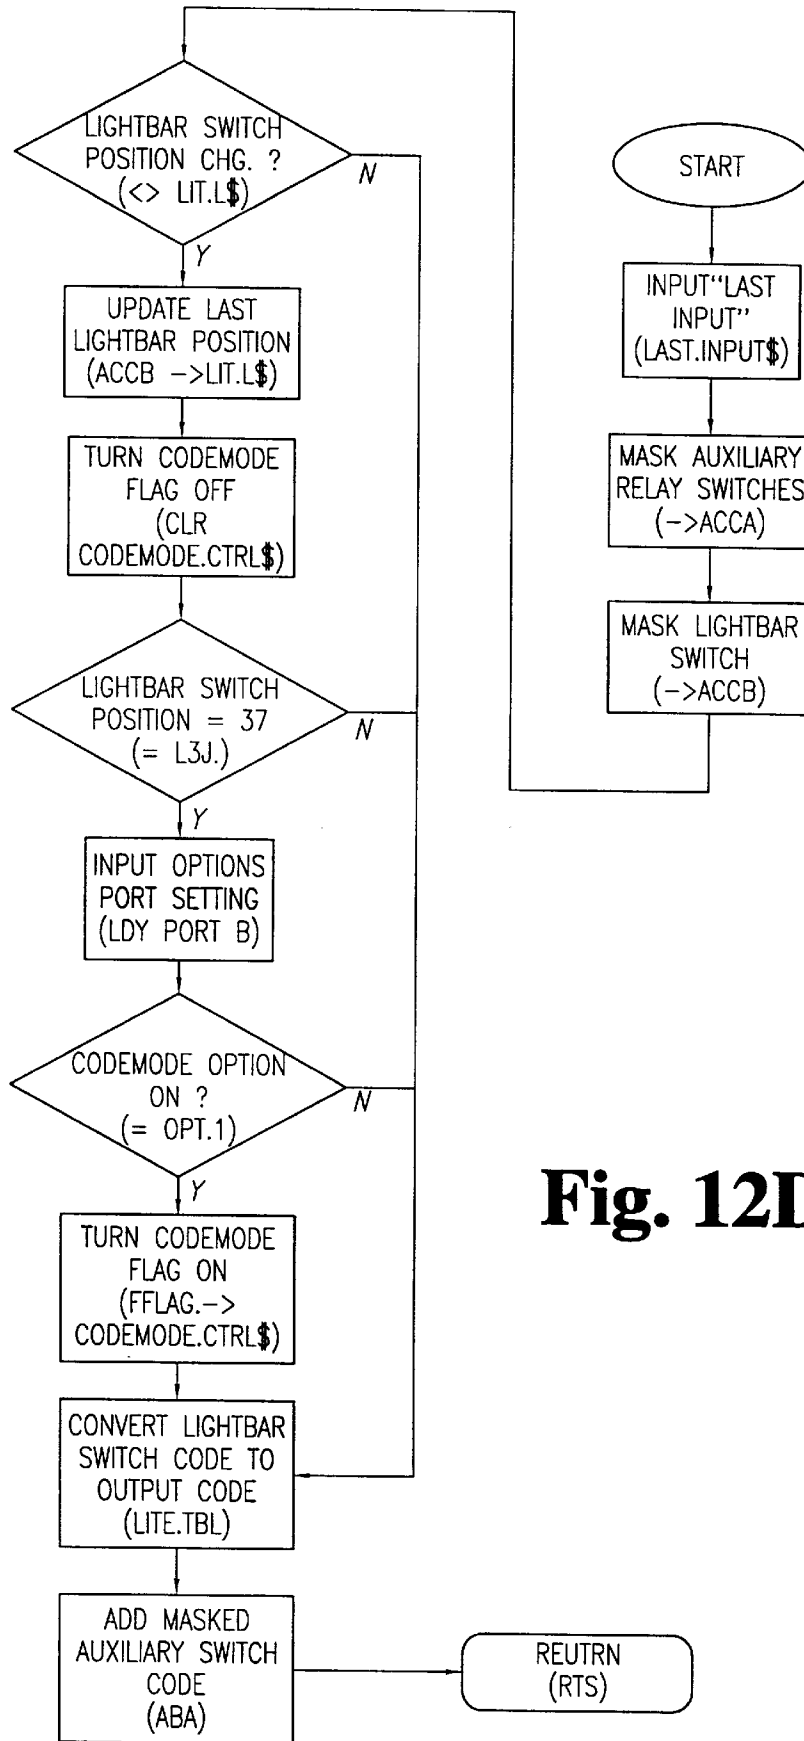 START
INPUT"LAST
INPUT"
(LAST.INPUT$)
MASK AUXILIARY
RELAY SWITCHES
(->ACCA)
MASK LIGHTBAR
SWITCH
(->ACCB)
LIGHTBAR SWITCH
POSITION CHG. ?
(<> LIT.L$)
N
Y
UPDATE LAST
LIGHTBAR POSITION
(ACCB ->LIT.L$)
TURN CODEMODE
FLAG OFF
(CLR
CODEMODE.CTRL$)
LIGHTBAR SWITCH
POSITION = 37
(= L3J.)
N
Y
INPUT OPTIONS
PORT SETTING
(LDY PORT B)
CODEMODE OPTION
ON ?
(= OPT.1)
N
Y
TURN CODEMODE
FLAG ON
(FFLAG.->
CODEMODE.CTRL$)
CONVERT LIGHTBAR
SWITCH CODE TO
OUTPUT CODE
(LITE.TBL)
ADD MASKED
AUXILIARY SWITCH
CODE
(ABA)
REUTRN
(RTS)
Fig. 12D